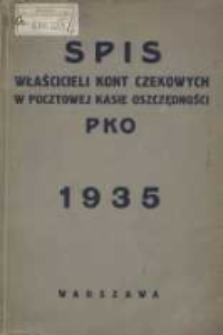 SPIS
WŁAŚCICIELI KONT CZEKOWYCH
W POCZTOWEJ KASIE OSZCZĘDNOŚCI
PKO
1935
WARSZAWA